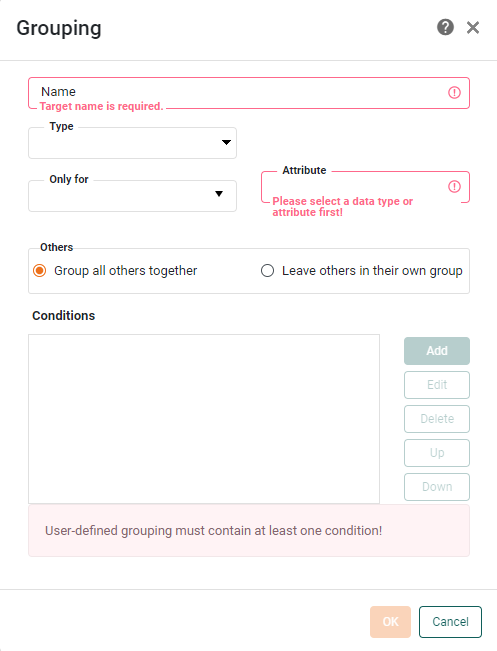 Grouping
Name
Target name is required.
Type
Only for
Attribute
Please select a data type or
attribute first!
Others
Group all others together
Leave others in their own group
Conditions
Add
Edit
Delete
Up
Down
User-defined grouping must contain at least one condition!
OK
Cancel